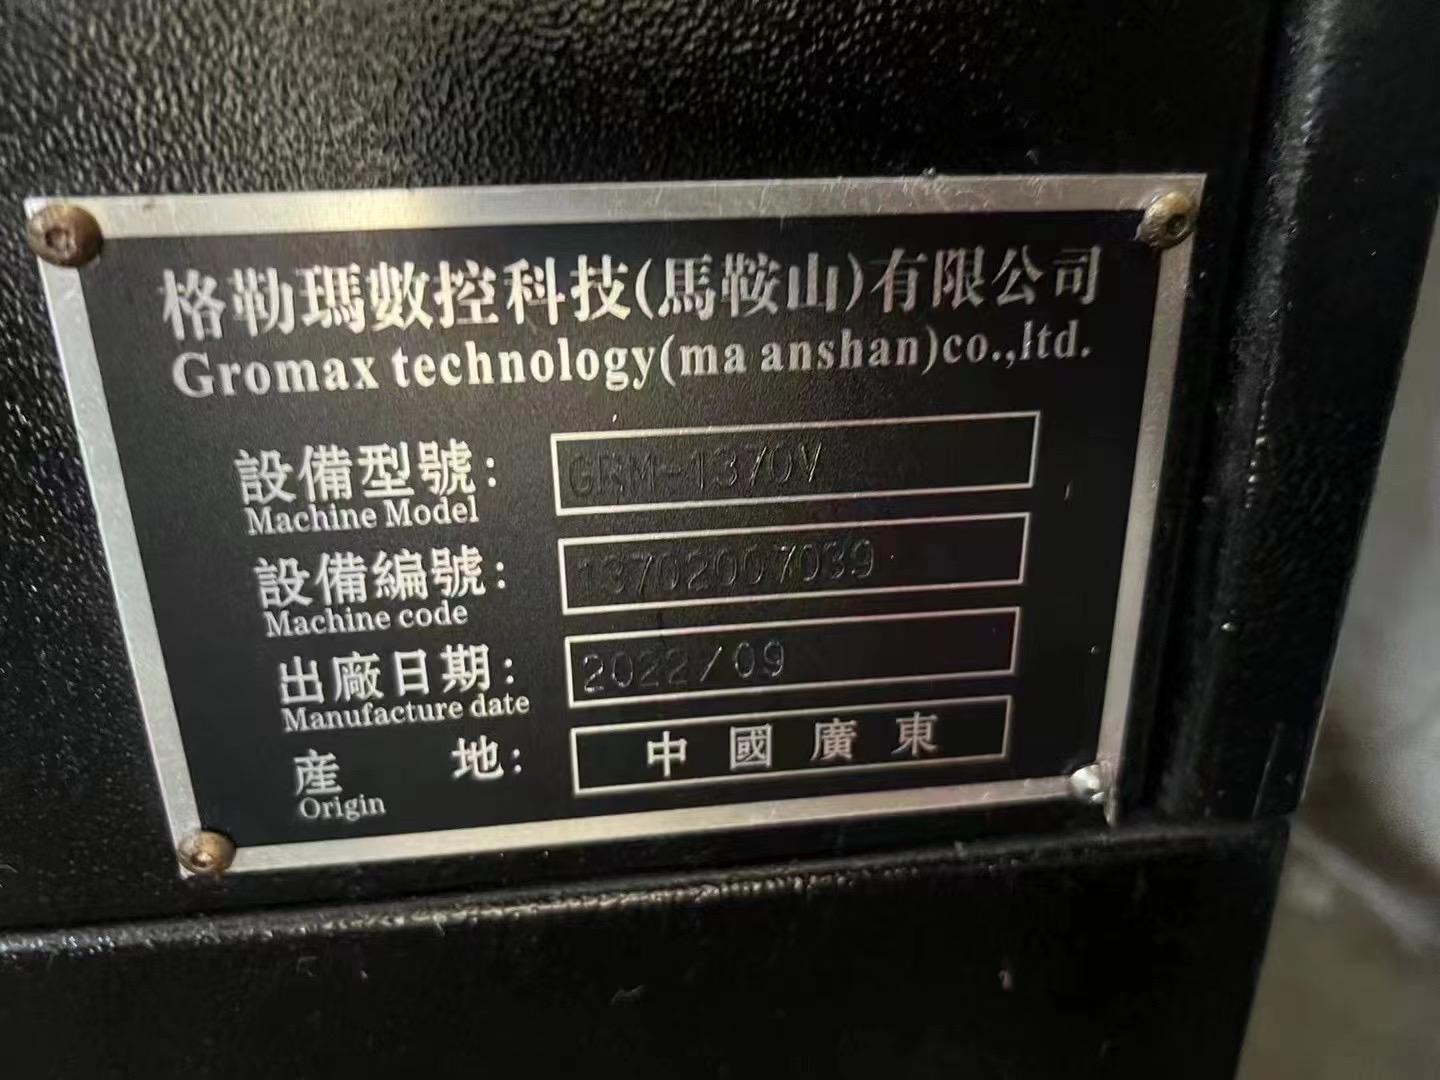 格勒瑪數控科技(馬鞍山)有限公司
Gromax technology(ma anshan)co.,ltd.
設備型號: GRM-1370V
Machine Model
設備編號: 13702007039
Machine code
出廠日期: 2022/09
Manufacture date
産 地: 中國廣東
Origin